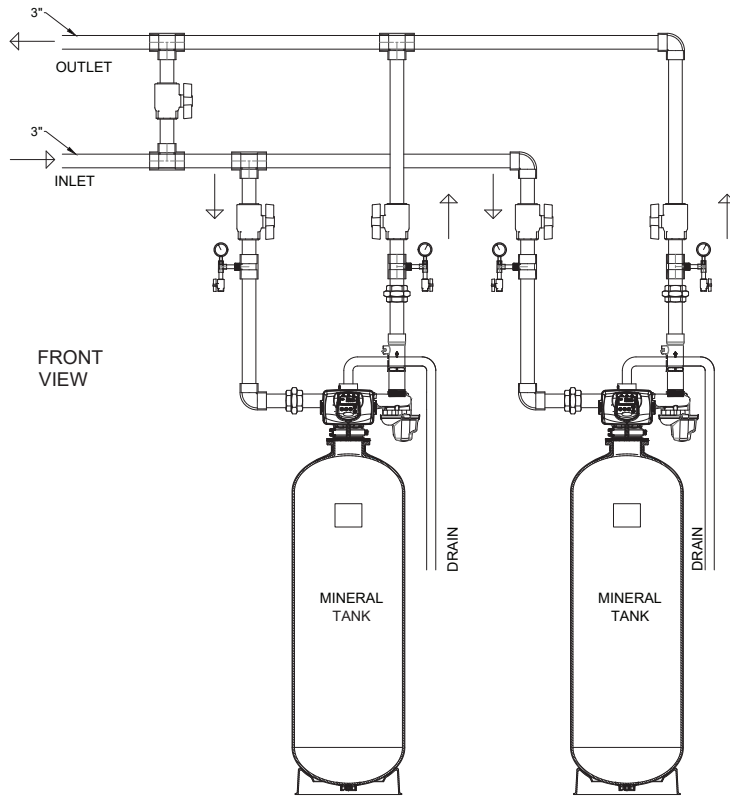 3"
OUTLET
3"
INLET
FRONT
VIEW
DRAIN
DRAIN
MINERAL
TANK
MINERAL
TANK